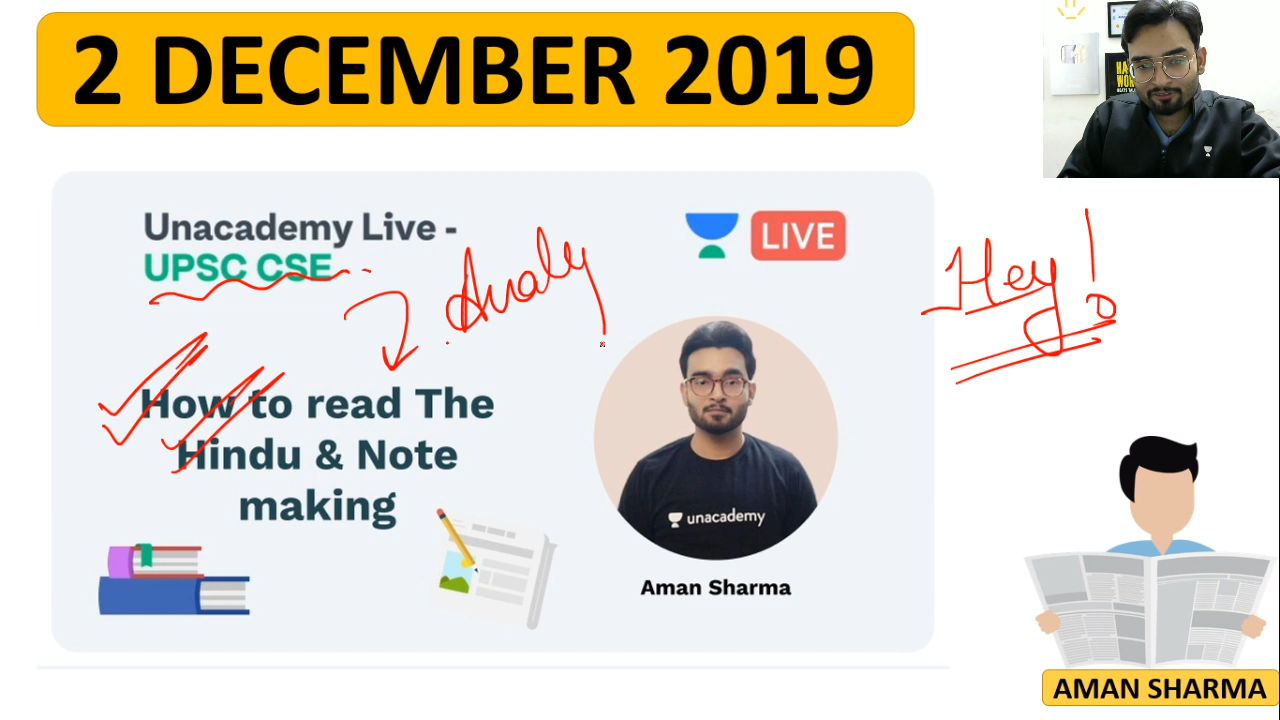 2 DECEMBER 2019
Unacademy Live -
UPSC CSE
LIVE
Analy
Hey!
How to read The
Hindu & Note
making
unacademy
Aman Sharma
AMAN SHARMA